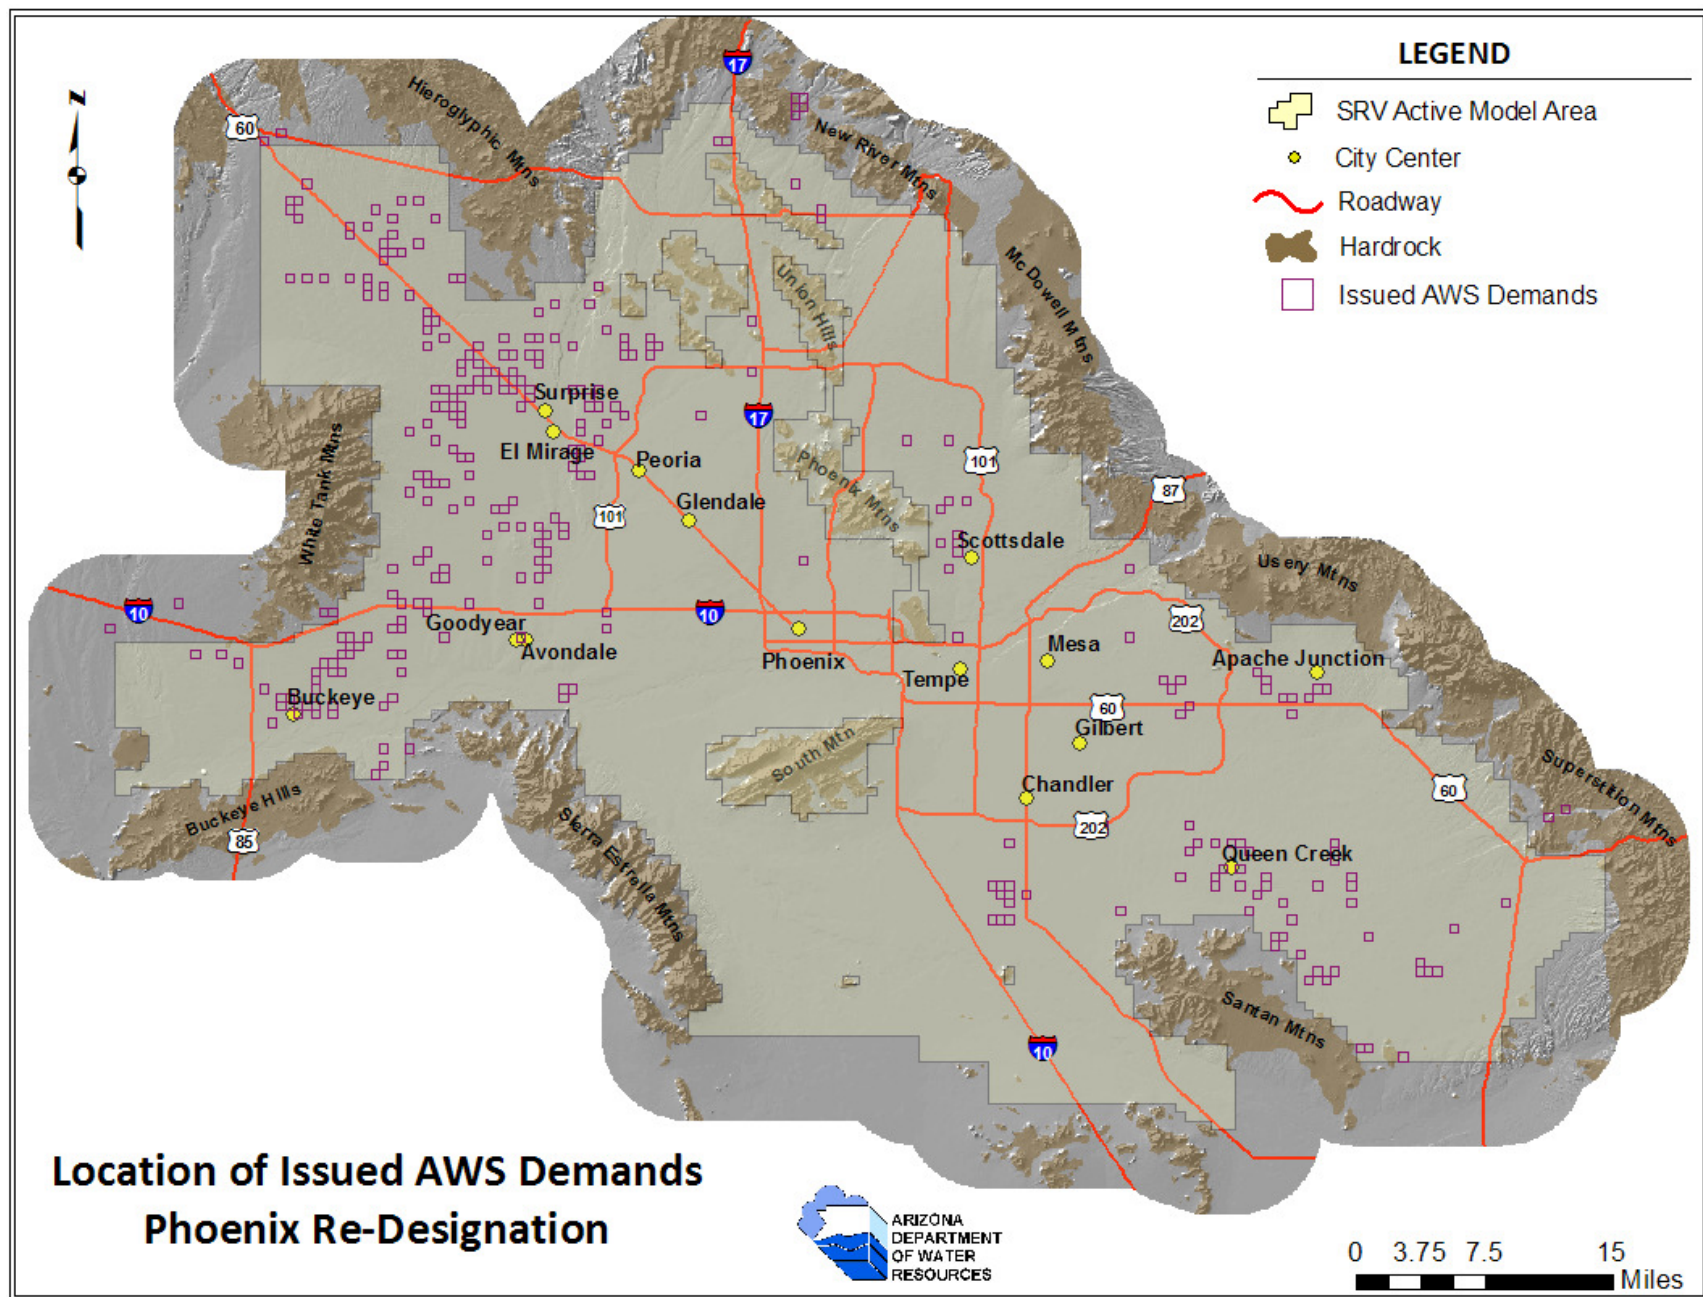 LEGEND
SRV Active Model Area
City Center
Roadway
Hardrock
Issued AWS Demands
N
17
60
Hieroglyphic Mtns
New River Mtns
Mc Dowell Mtns
Union Hills
Surprise
17
El Mirage
Peoria
Phoenix Mtns
101
87
White Tank Mtns
Glendale
101
Scottsdale
Usery Mtns
10
10
202
Goodyear
Avondale
Phoenix
Mesa
Tempe
Apache Junction
Buckeye
60
Gilbert
South Mtn
Chandler
Superstition Mtns
60
Buckeye Hills
85
202
Sierra Estrella Mtns
Queen Creek
Santan Mtns
10
Location of Issued AWS Demands
Phoenix Re-Designation
ARIZONA
DEPARTMENT
OF WATER
RESOURCES
0 3.75 7.5 15
Miles